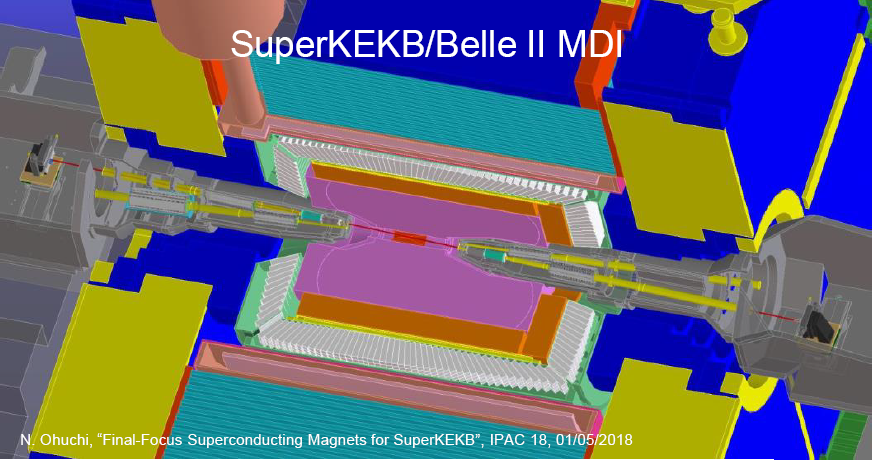 SuperKEKB/Belle II MDI
N. Ohuchi, “Final-Focus Superconducting Magnets for SuperKEKB”, IPAC 18, 01/05/2018